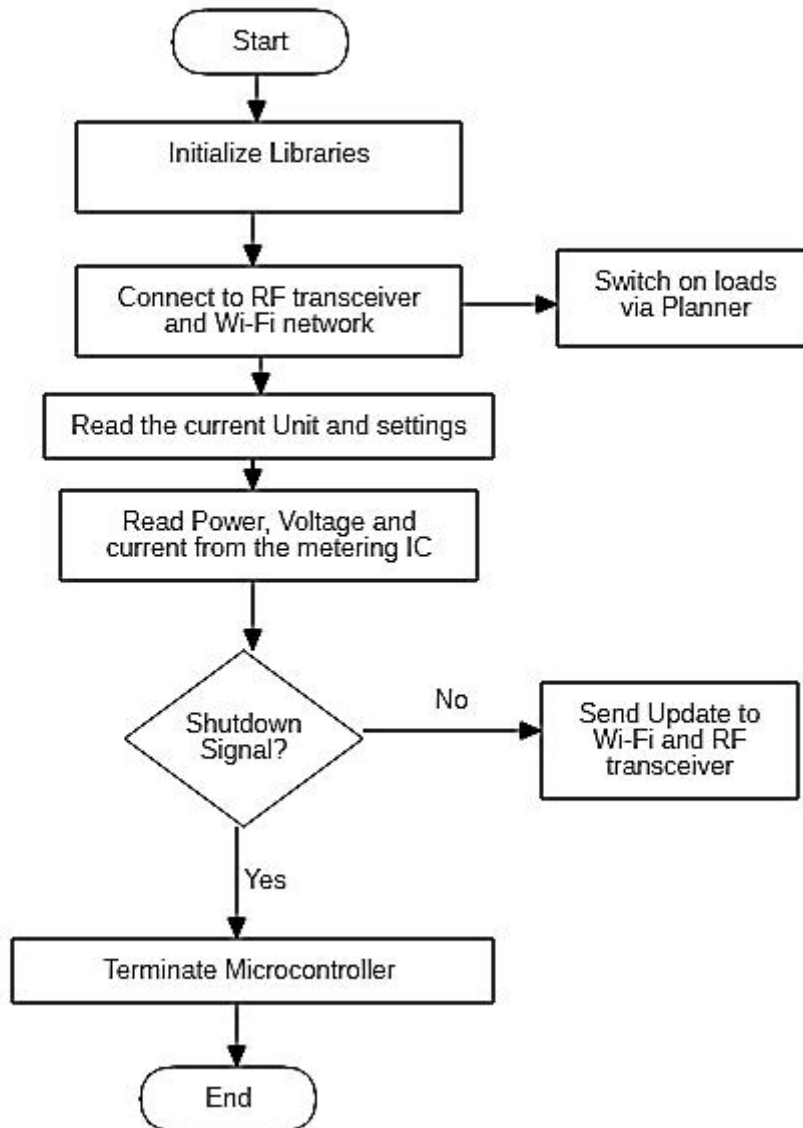 Start
Initialize Libraries
Connect to RF transceiver
and Wi-Fi network
Switch on loads
via Planner
Read the current Unit and settings
Read Power, Voltage and
current from the metering IC
Shutdown
Signal?
No
Send Update to
Wi-Fi and RF
transceiver
Yes
Terminate Microcontroller
End